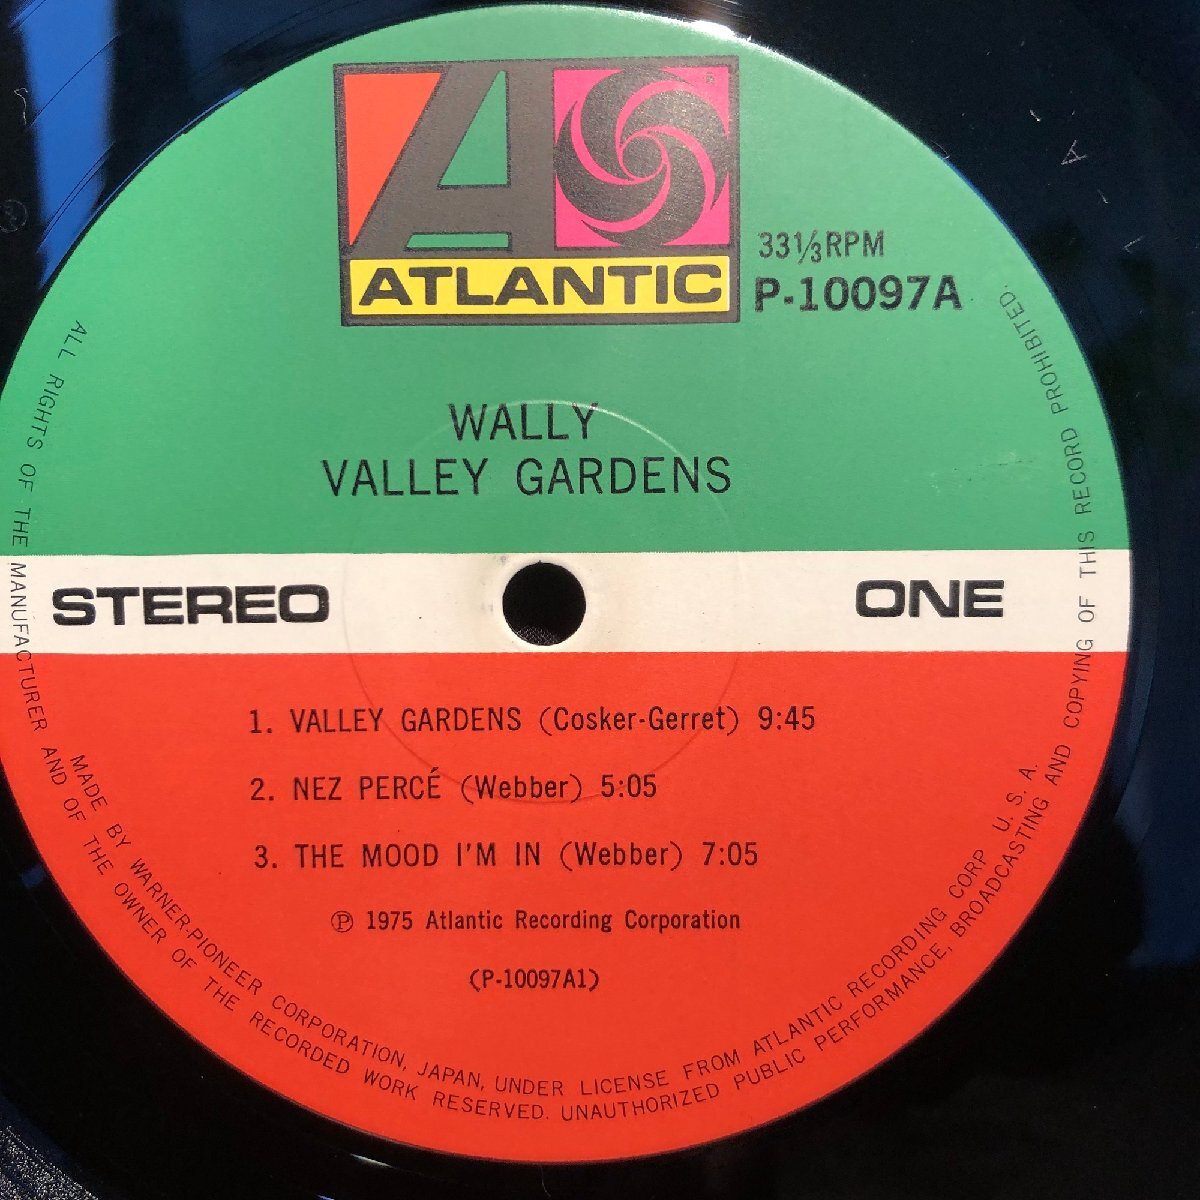 ATLANTIC
33⅓ RPM
P-10097A
WALLY
VALLEY GARDENS
STEREO
ONE
1. VALLEY GARDENS (Cosker-Gerret) 9:45
2. NEZ PERCÉ (Webber) 5:05
3. THE MOOD I'M IN (Webber) 7:05
Ⓟ 1975 Atlantic Recording Corporation
(P-10097A1)
MADE BY WARNER-PIONEER CORPORATION, JAPAN, UNDER LICENSE FROM ATLANTIC RECORDING CORP U. S. A.
ALL RIGHTS OF THE MANUFACTURER AND OF THE OWNER OF THE RECORDED WORK RESERVED. UNAUTHORIZED PUBLIC PERFORMANCE, BROADCASTING AND COPYING OF THIS RECORD PROHIBITED.